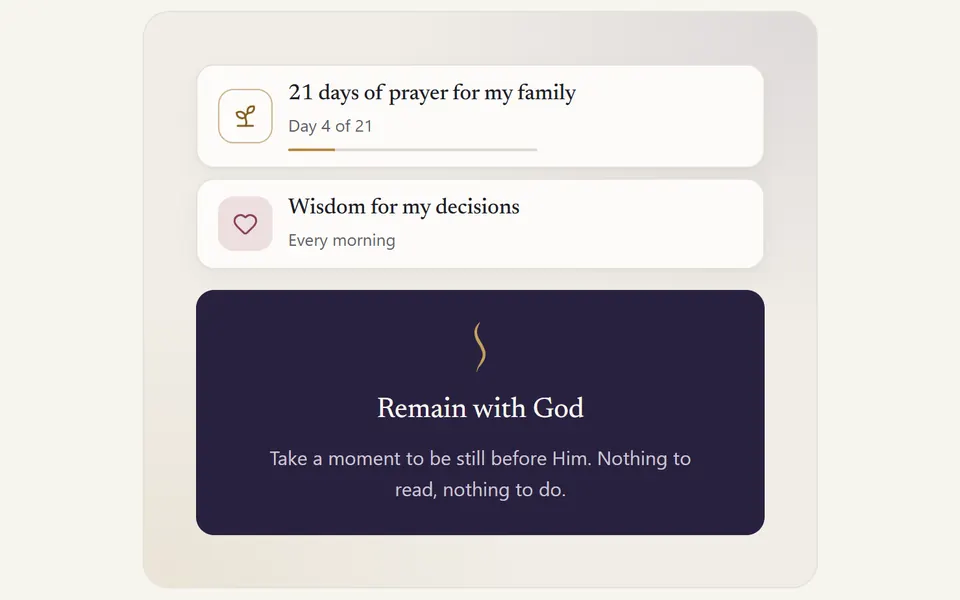 21 days of prayer for my family
Day 4 of 21
Wisdom for my decisions
Every morning
Remain with God
Take a moment to be still before Him. Nothing to
read, nothing to do.